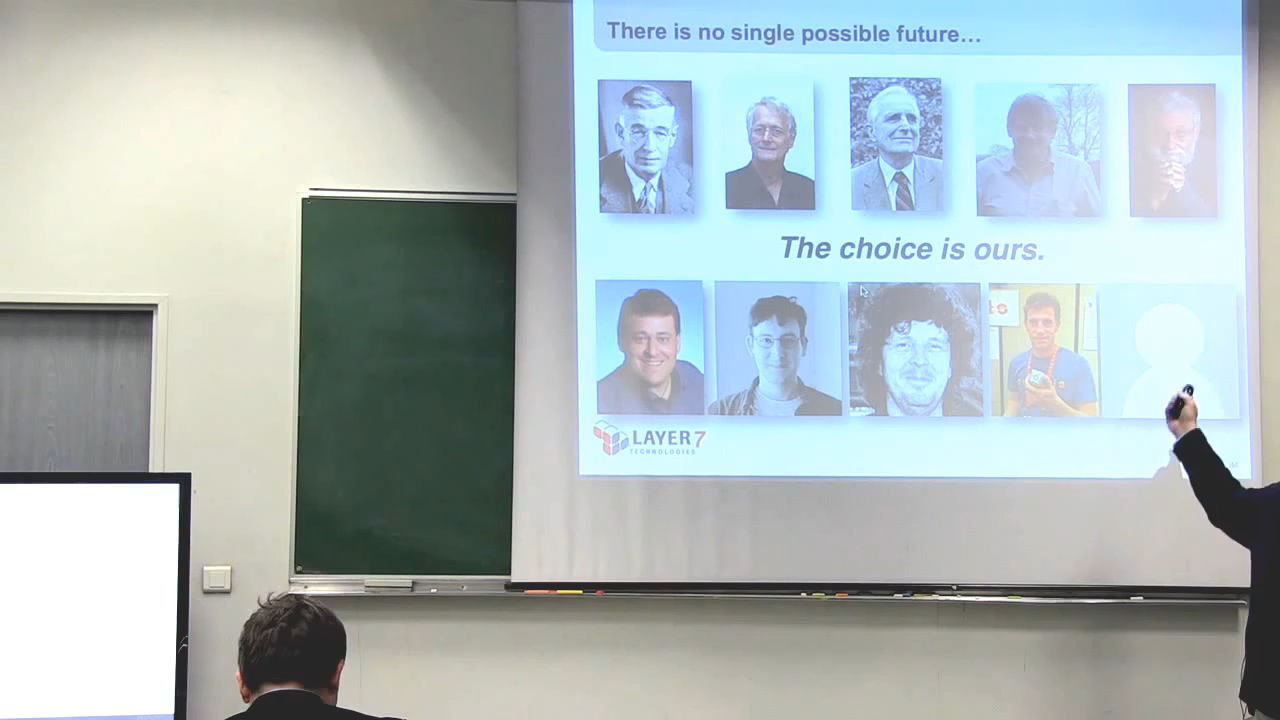 There is no single possible future…
The choice is ours.
LAYER 7
TECHNOLOGIES